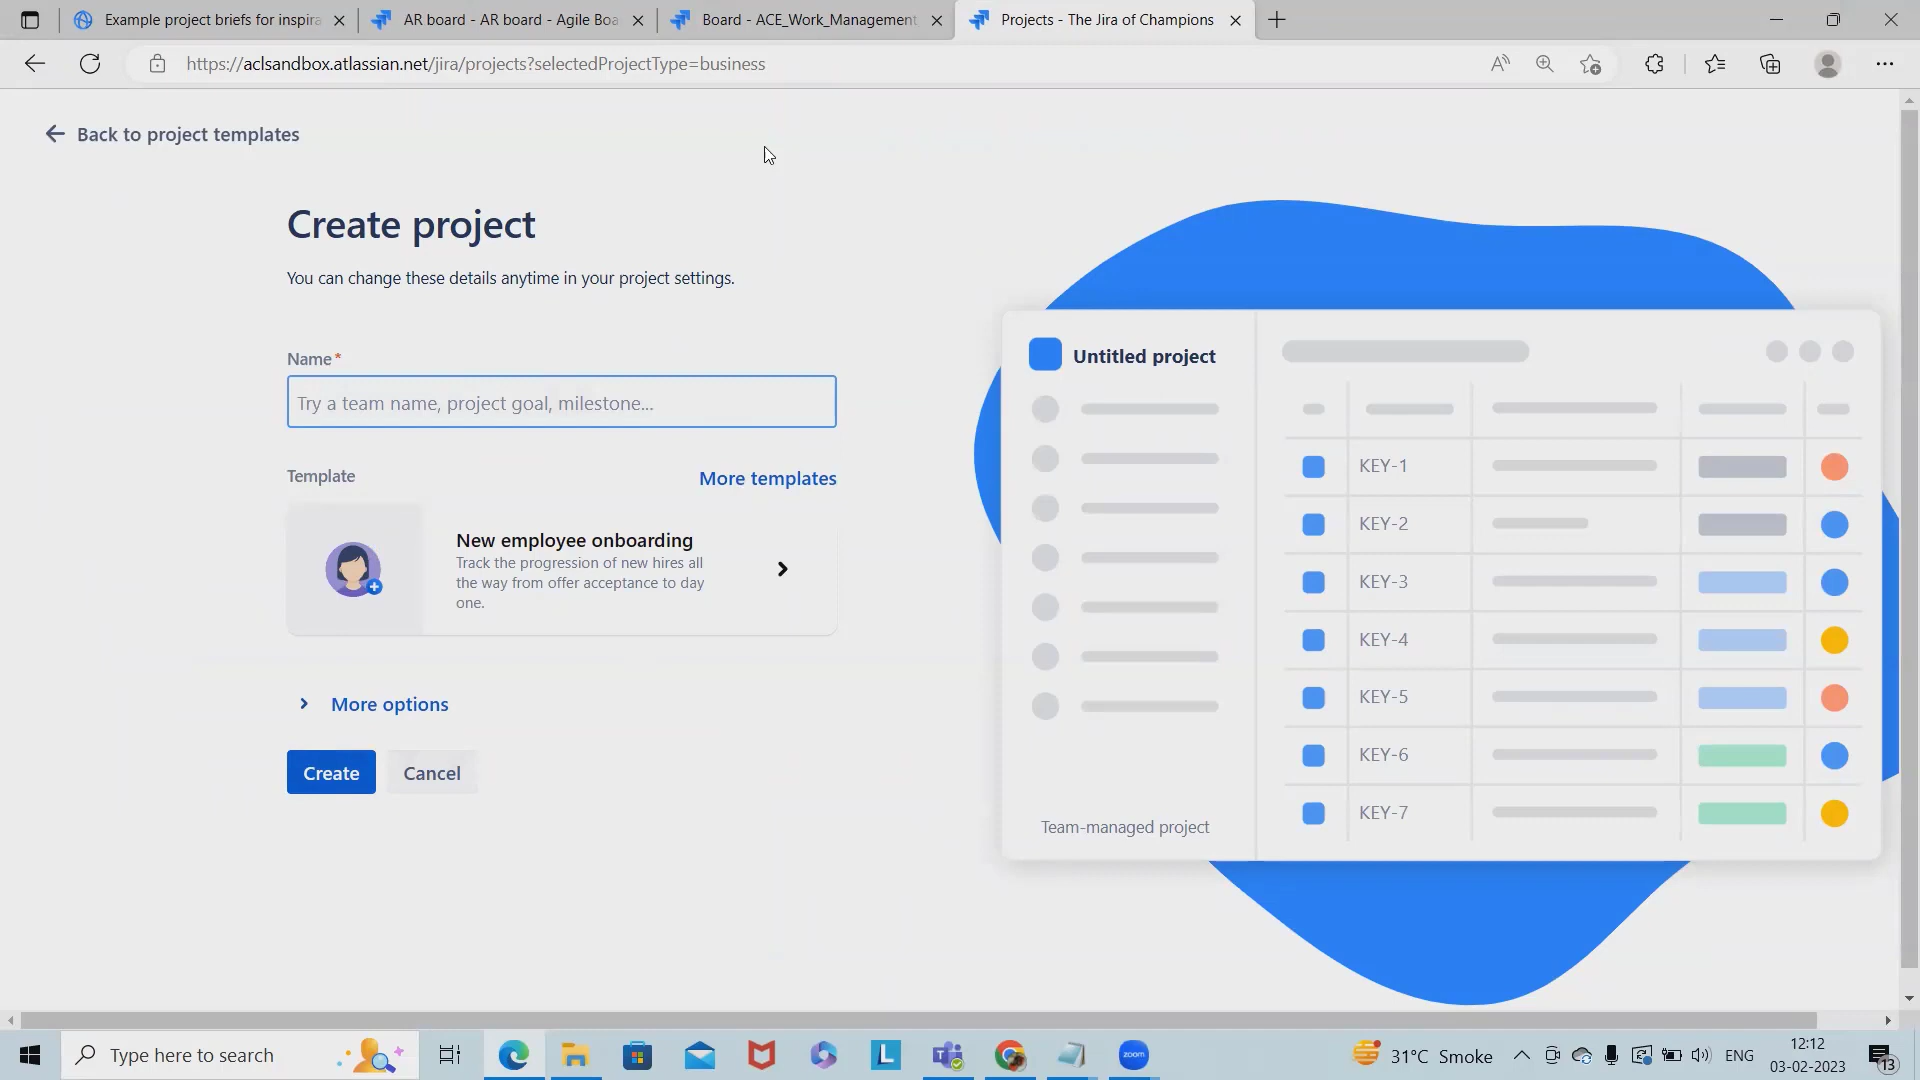 Example project briefs for inspira
AR board - AR board - Agile Boa
Board - ACE_Work_Management
Projects - The Jira of Champions
https://aclsandbox.atlassian.net/jira/projects?selectedProjectType=business
Back to project templates
Create project
You can change these details anytime in your project settings.
Name*
Try a team name, project goal, milestone...
Template
More templates
New employee onboarding
Track the progression of new hires all
the way from offer acceptance to day
one.
More options
Create
Cancel
Untitled project
KEY-1
KEY-2
KEY-3
KEY-4
KEY-5
KEY-6
KEY-7
Team-managed project
Type here to search
L
zoom
31°C Smoke
ENG
12:12
03-02-2023
13